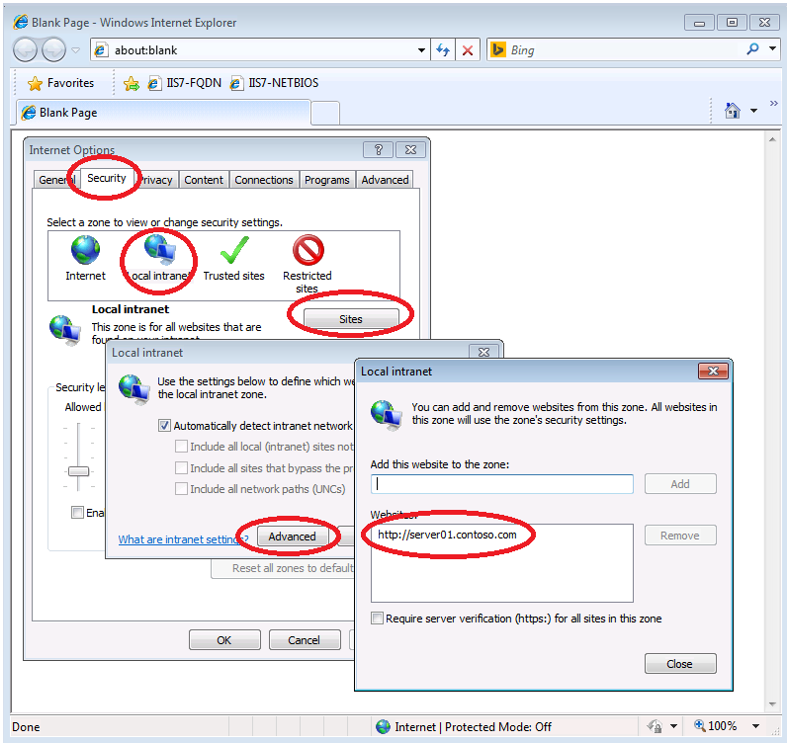 Blank Page - Windows Internet Explorer
about:blank
Bing
Favorites
IIS7-FQDN
IIS7-NETBIOS
Blank Page
Internet Options
General
Security
Privacy
Content
Connections
Programs
Advanced
Select a zone to view or change security settings.
Internet
Local intranet
Trusted sites
Restricted
sites
Local intranet
Sites
This zone is for all websites that are
found on your intranet.
Security le
Allowed
Ena
Reset all zones to default
OK
Cancel
Local intranet
Use the settings below to define which we
the local intranet zone.
Automatically detect intranet network
Include all local (intranet) sites not
Include all sites that bypass the pr
Include all network paths (UNCs)
What are intranet settings?
Advanced
Local intranet
You can add and remove websites from this zone. All websites in
this zone will use the zone's security settings.
Add this website to the zone:
Add
Websites:
http://server01.contoso.com
Remove
Require server verification (https:) for all sites in this zone
Close
Done
Internet | Protected Mode: Off
100%